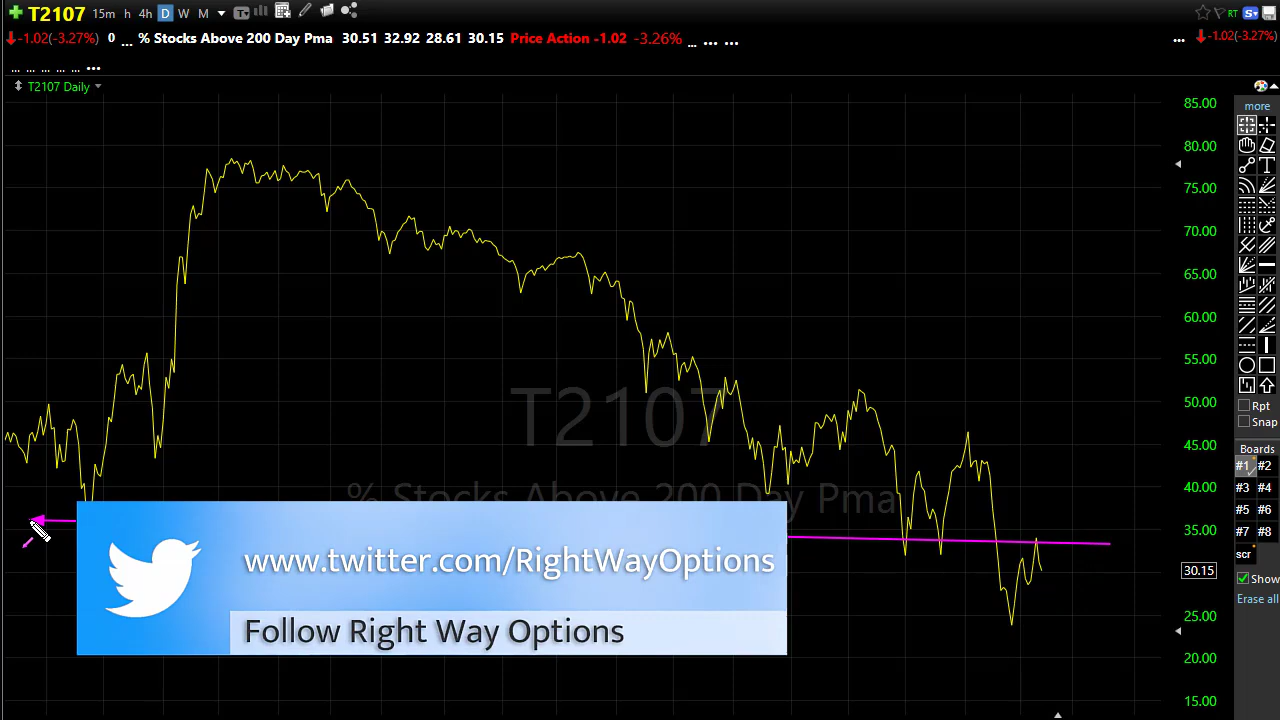 T2107 15m h 4h D W M RT S
-1.02(-3.27%) 0 ... % Stocks Above 200 Day Pma 30.51 32.92 28.61 30.15 Price Action -1.02 -3.26% ... ... ... ... -1.02(-3.27%)
... ... ... ... ... ...
T2107 Daily
more
85.00
80.00
75.00
70.00
65.00
60.00
55.00
50.00
45.00
40.00
35.00
30.15
25.00
20.00
15.00
T2107
% Stocks Above 200 Day Pma
www.twitter.com/RightWayOptions
Follow Right Way Options
Rpt
Snap
Boards
#1 #2
#3 #4
#5 #6
#7 #8
scr
Show
Erase all